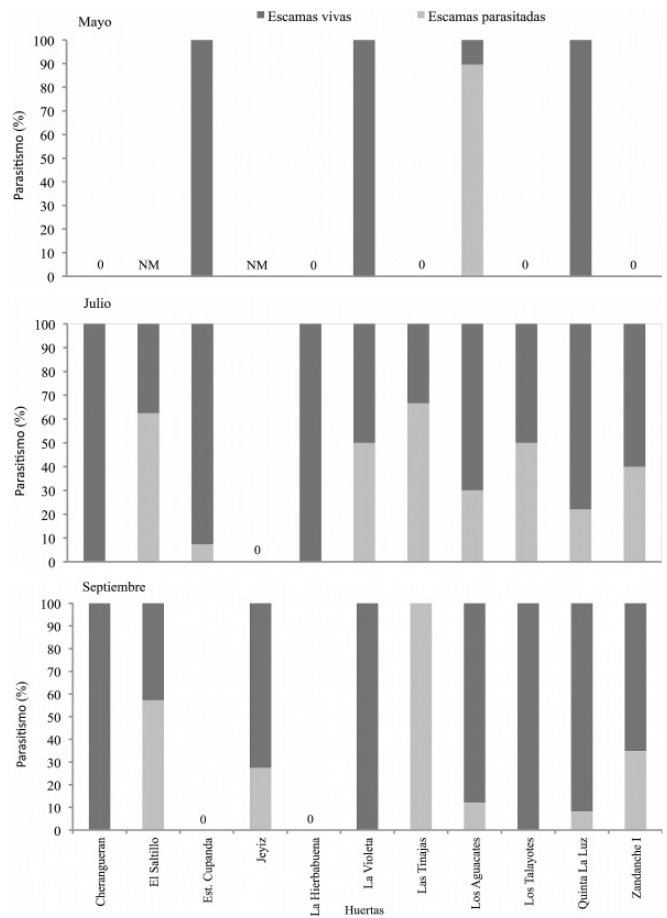 Escamas vivas Escamas parasitadas
Mayo
Parasitismo (%)
100
90
80
70
60
50
40
30
20
10
0
0 NM NM 0 0 0 0
Julio
Parasitismo (%)
100
90
80
70
60
50
40
30
20
10
0
0
Septiembre
Parasitismo (%)
100
90
80
70
60
50
40
30
20
10
0
0 0
Cherangueran
El Saltillo
Est. Cupanda
Jeyiz
La Hierbabuena
La Violeta
Las Tinajas
Los Aguacates
Los Talayotes
Quinta La Luz
Zandanche I
Huertas